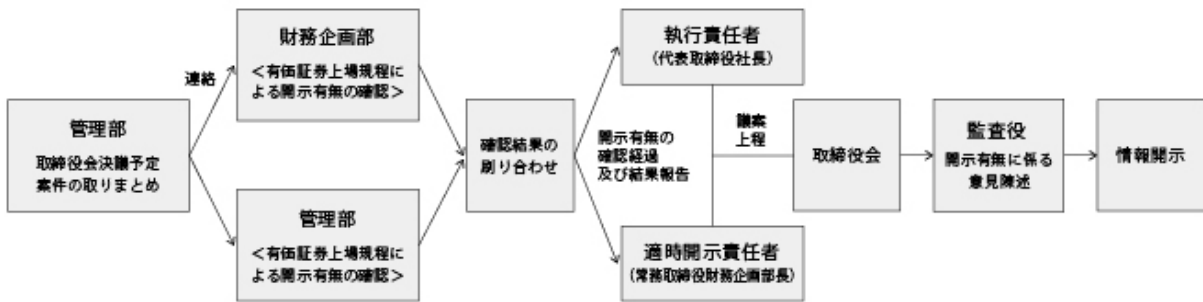 管理部
取締役会決議予定
案件の取りまとめ
連絡
財務企画部
＜有価証券上場規程に
よる開示有無の確認＞
管理部
＜有価証券上場規程に
よる開示有無の確認＞
確認結果の
刷り合わせ
開示有無の
確認経過
及び結果報告
執行責任者
（代表取締役社長）
適時開示責任者
（常務取締役財務企画部長）
議案
上程
取締役会
監査役
開示有無に係る
意見陳述
情報開示